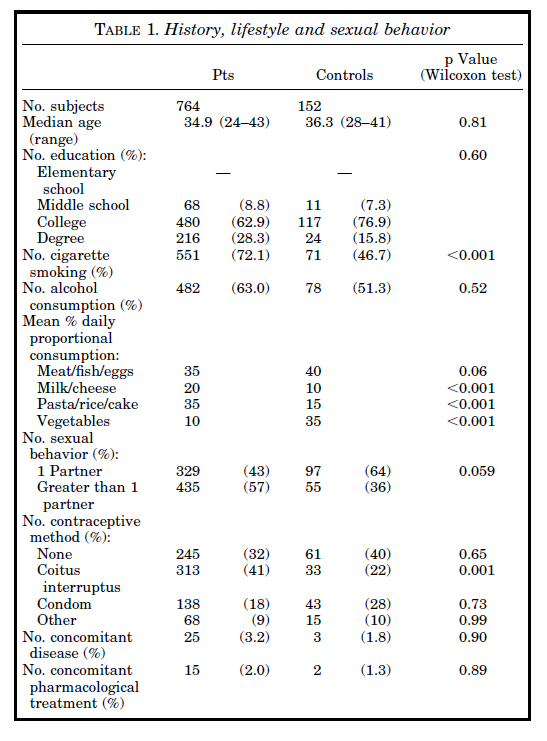 TABLE 1. History, lifestyle and sexual behavior
Pts Controls p Value (Wilcoxon test)
No. subjects 764 152
Median age (range) 34.9 (24–43) 36.3 (28–41) 0.81
No. education (%): 0.60
Elementary school — —
Middle school 68 (8.8) 11 (7.3)
College 480 (62.9) 117 (76.9)
Degree 216 (28.3) 24 (15.8)
No. cigarette smoking (%) 551 (72.1) 71 (46.7) <0.001
No. alcohol consumption (%) 482 (63.0) 78 (51.3) 0.52
Mean % daily proportional consumption:
Meat/fish/eggs 35 40 0.06
Milk/cheese 20 10 <0.001
Pasta/rice/cake 35 15 <0.001
Vegetables 10 35 <0.001
No. sexual behavior (%):
1 Partner 329 (43) 97 (64) 0.059
Greater than 1 partner 435 (57) 55 (36)
No. contraceptive method (%):
None 245 (32) 61 (40) 0.65
Coitus interruptus 313 (41) 33 (22) 0.001
Condom 138 (18) 43 (28) 0.73
Other 68 (9) 15 (10) 0.99
No. concomitant disease (%) 25 (3.2) 3 (1.8) 0.90
No. concomitant pharmacological treatment (%) 15 (2.0) 2 (1.3) 0.89